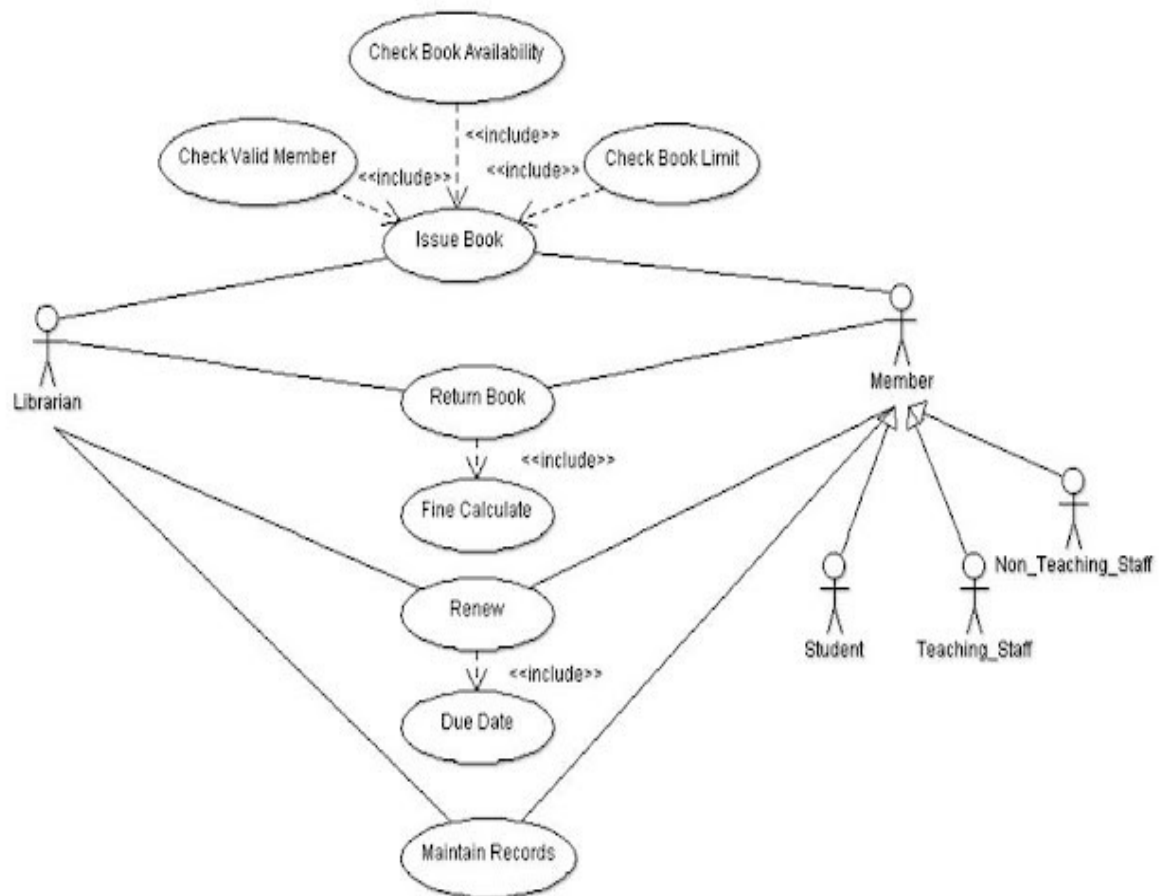 Check Book Availability
<<include>>
Check Valid Member
<<include>>
<<include>>
Check Book Limit
Issue Book
Librarian
Member
Return Book
<<include>>
Fine Calculate
Non_Teaching_Staff
Renew
Student
Teaching_Staff
<<include>>
Due Date
Maintain Records